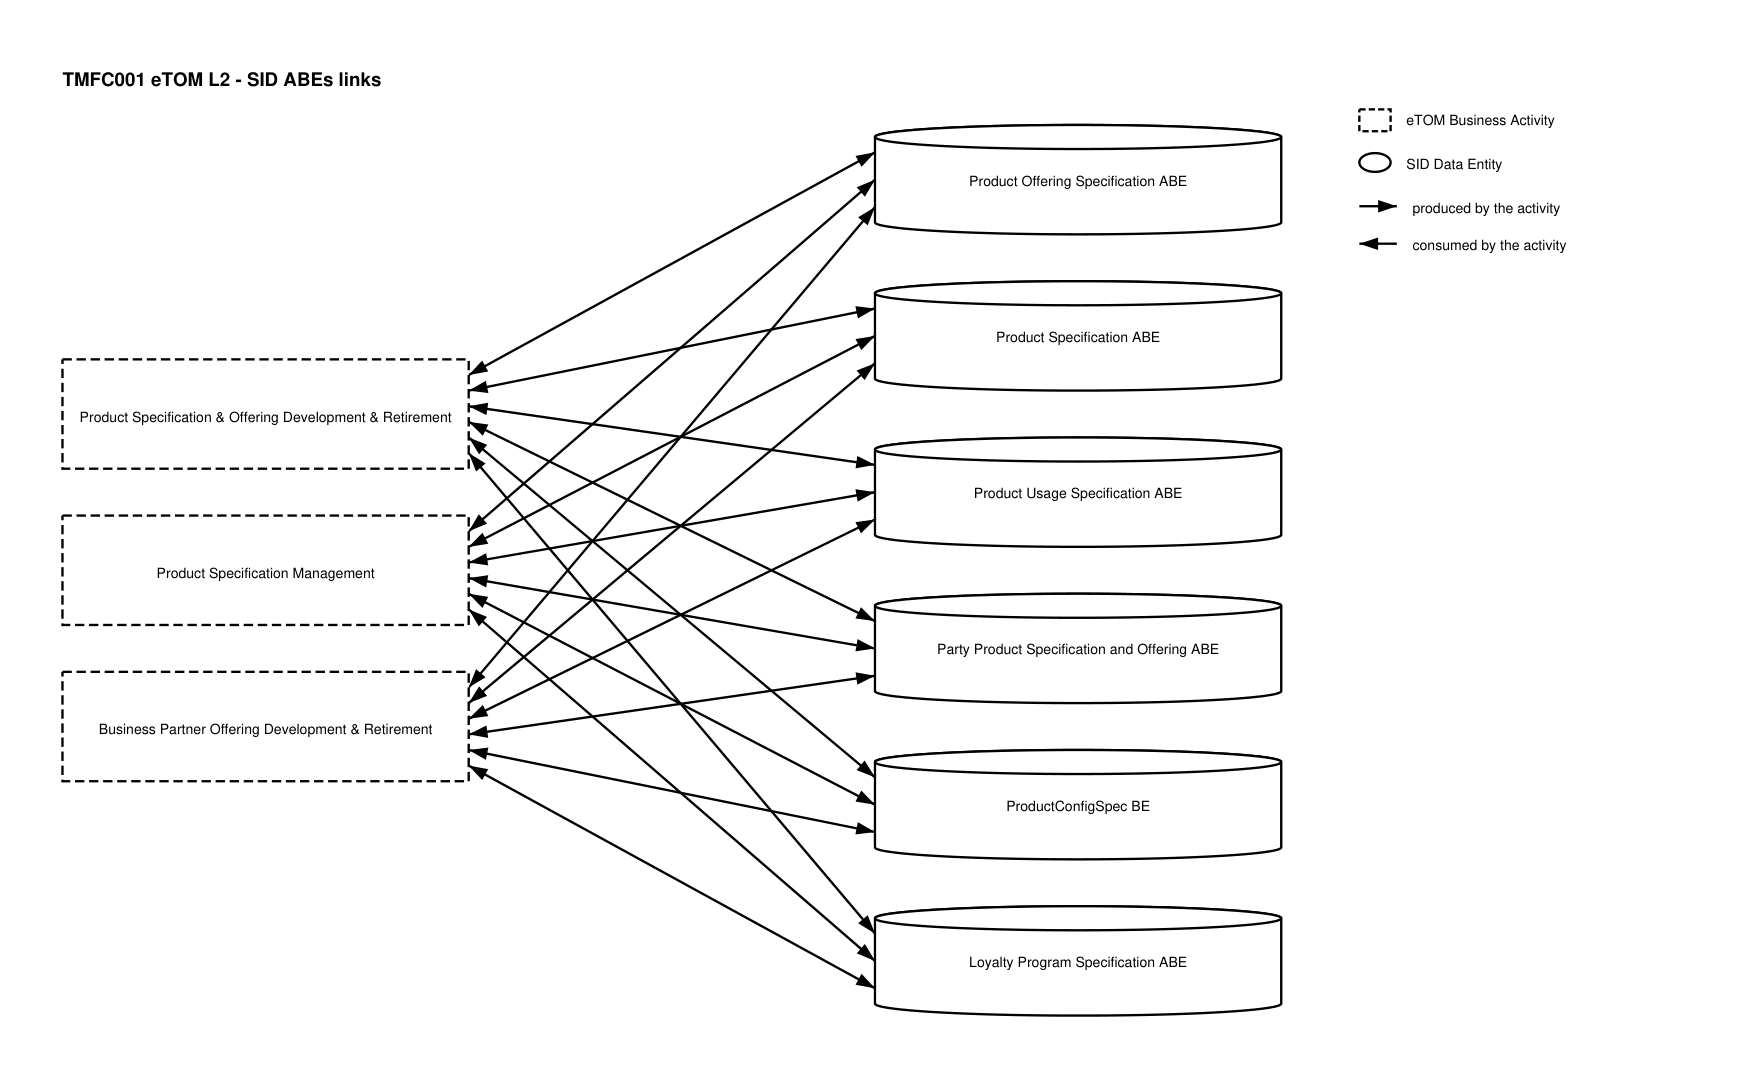 TMFC001 eTOM L2 - SID ABEs links
eTOM Business Activity
SID Data Entity
produced by the activity
consumed by the activity
Product Offering Specification ABE
Product Specification ABE
Product Specification & Offering Development & Retirement
Product Usage Specification ABE
Product Specification Management
Party Product Specification and Offering ABE
Business Partner Offering Development & Retirement
ProductConfigSpec BE
Loyalty Program Specification ABE